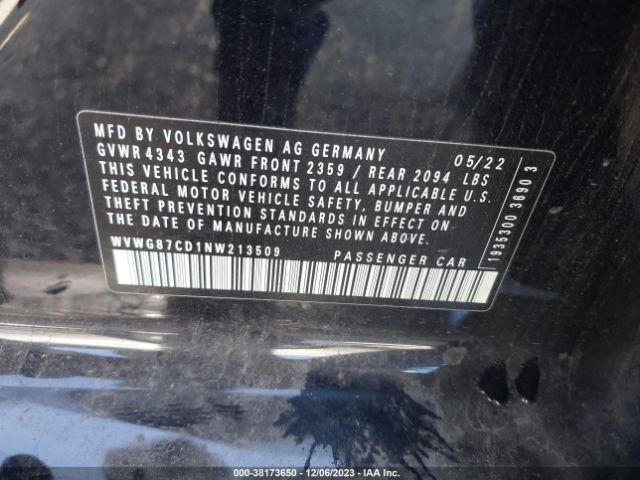 MFD BY VOLKSWAGEN AG GERMANY 05/22
GVWR 4343 GAWR FRONT 2359 / REAR 2094 LBS
THIS VEHICLE CONFORMS TO ALL APPLICABLE U.S.
FEDERAL MOTOR VEHICLE SAFETY, BUMPER AND
THEFT PREVENTION STANDARDS IN EFFECT ON
THE DATE OF MANUFACTURE SHOWN ABOVE.
WVWG87CD1NW213509 PASSENGER CAR
1935300 3690 3
000-38173650 | 12/06/2023 | IAA Inc.